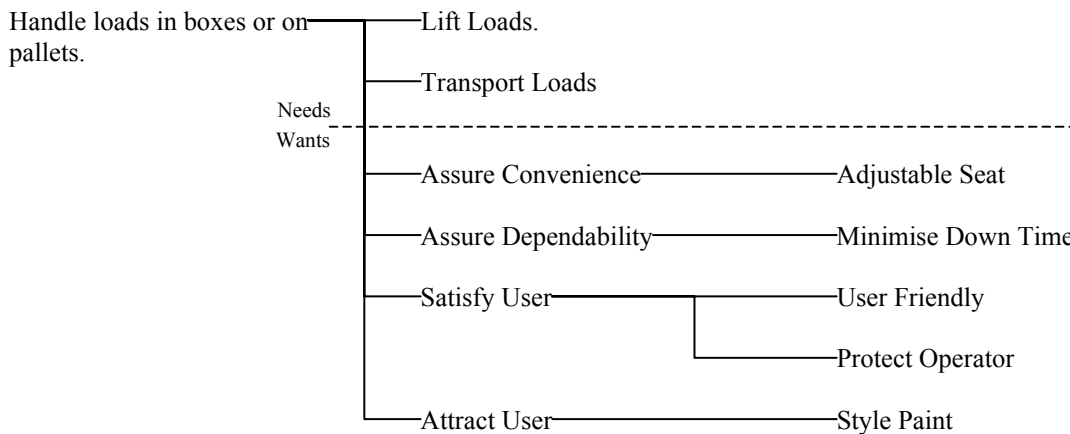 Handle loads in boxes or on
pallets.
Lift Loads.
Transport Loads
Needs
Wants
Assure Convenience
Adjustable Seat
Assure Dependability
Minimise Down Time
Satisfy User
User Friendly
Protect Operator
Attract User
Style Paint